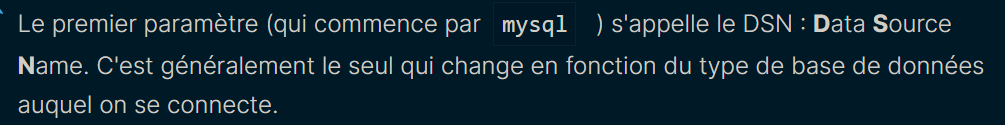 Le premier paramètre (qui commence par mysql ) s'appelle le DSN : Data Source
Name. C'est généralement le seul qui change en fonction du type de base de données
auquel on se connecte.